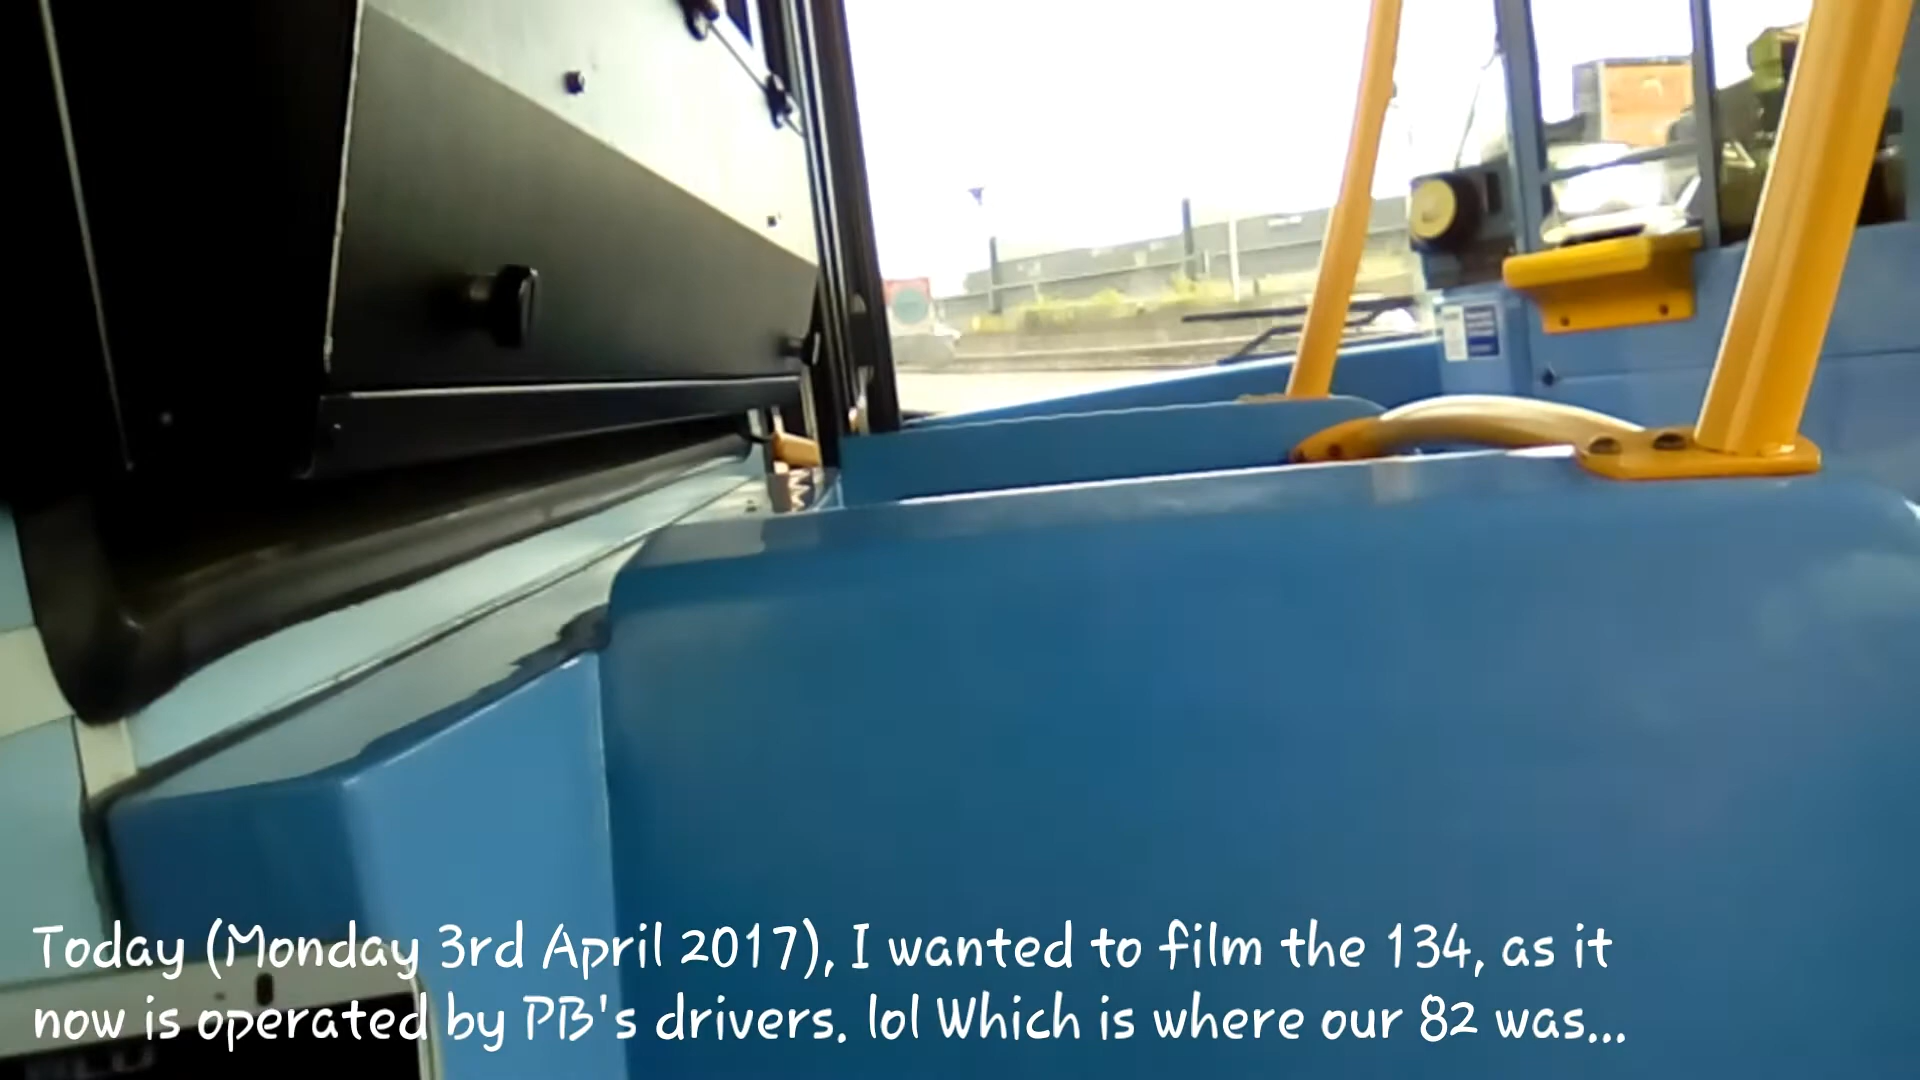 Today (Monday 3rd April 2017), I wanted to film the 134, as it
now is operated by PB's drivers. lol Which is where our 82 was...